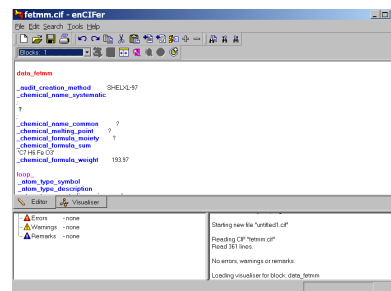 fetmm.cif - enCIFer
File Edit Search Tools Help
Blocks: 1
data_fetmm
_audit_creation_method SHELXL-97
_chemical_name_systematic
;
?
;
_chemical_name_common ?
_chemical_melting_point ?
_chemical_formula_moiety ?
_chemical_formula_sum
'C7 H6 Fe O3'
_chemical_formula_weight 193.97
loop_
_atom_type_symbol
_atom_type_description
Editor Visualiser
Errors - none
Warnings - none
Remarks - none
Starting new file "untitled1.cif"
Reading CIF "fetmm.cif"
Read 361 lines.
No errors, warnings or remarks.
Loading visualiser for block: data_fetmm